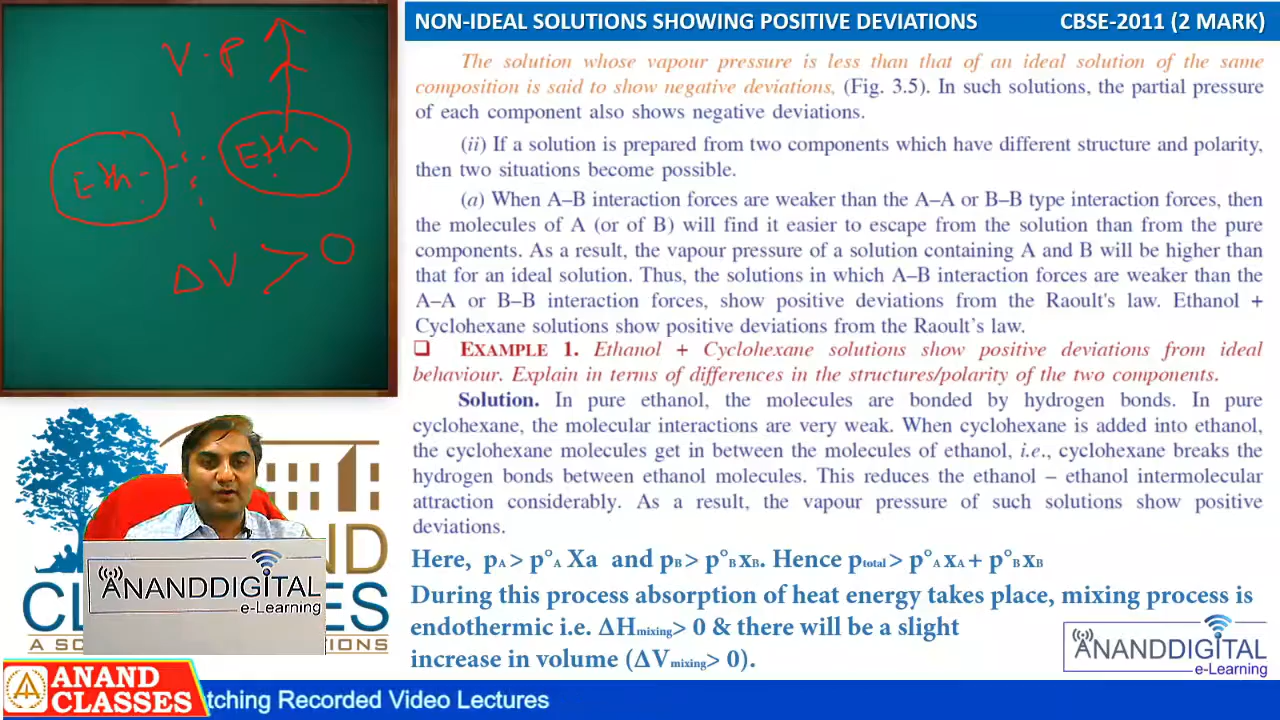 NON-IDEAL SOLUTIONS SHOWING POSITIVE DEVIATIONS CBSE-2011 (2 MARK)
V.P
Eth-
Eth
ΔV > 0
The solution whose vapour pressure is less than that of an ideal solution of the same
composition is said to show negative deviations, (Fig. 3.5). In such solutions, the partial pressure
of each component also shows negative deviations.
(ii) If a solution is prepared from two components which have different structure and polarity,
then two situations become possible.
(a) When A–B interaction forces are weaker than the A–A or B–B type interaction forces, then
the molecules of A (or of B) will find it easier to escape from the solution than from the pure
components. As a result, the vapour pressure of a solution containing A and B will be higher than
that for an ideal solution. Thus, the solutions in which A–B interaction forces are weaker than the
A–A or B–B interaction forces, show positive deviations from the Raoult's law. Ethanol +
Cyclohexane solutions show positive deviations from the Raoult's law.
❑ EXAMPLE 1. Ethanol + Cyclohexane solutions show positive deviations from ideal
behaviour. Explain in terms of differences in the structures/polarity of the two components.
Solution. In pure ethanol, the molecules are bonded by hydrogen bonds. In pure
cyclohexane, the molecular interactions are very weak. When cyclohexane is added into ethanol,
the cyclohexane molecules get in between the molecules of ethanol, i.e., cyclohexane breaks the
hydrogen bonds between ethanol molecules. This reduces the ethanol – ethanol intermolecular
attraction considerably. As a result, the vapour pressure of such solutions show positive
deviations.
Here, pA > p°A Xa and pB > p°B xB. Hence ptotal > p°A xA + p°B xB
During this process absorption of heat energy takes place, mixing process is
endothermic i.e. ΔHmixing > 0 & there will be a slight
increase in volume (ΔVmixing > 0).
ANANDDIGITAL
e-Learning
ANANDDIGITAL
e-Learning
ANAND
CLASSES
tching Recorded Video Lectures